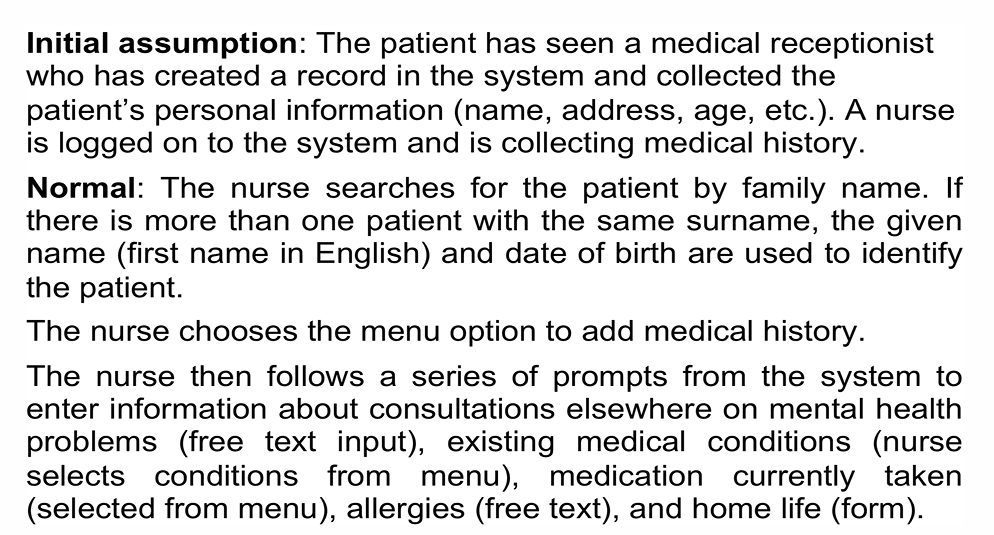 Initial assumption: The patient has seen a medical receptionist
who has created a record in the system and collected the
patient’s personal information (name, address, age, etc.). A nurse
is logged on to the system and is collecting medical history.
Normal: The nurse searches for the patient by family name. If
there is more than one patient with the same surname, the given
name (first name in English) and date of birth are used to identify
the patient.
The nurse chooses the menu option to add medical history.
The nurse then follows a series of prompts from the system to
enter information about consultations elsewhere on mental health
problems (free text input), existing medical conditions (nurse
selects conditions from menu), medication currently taken
(selected from menu), allergies (free text), and home life (form).